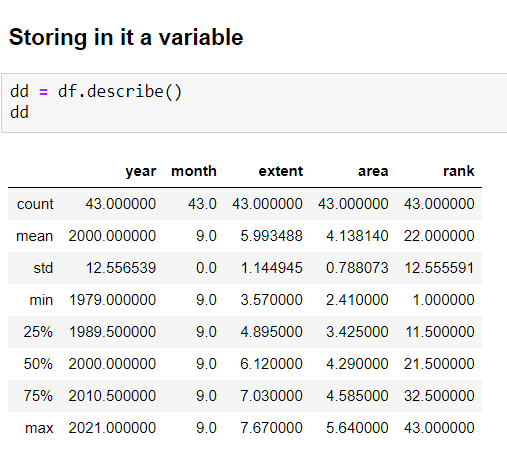 Storing in it a variable
dd = df.describe()
dd
year month extent area rank
count 43.000000 43.0 43.000000 43.000000 43.000000
mean 2000.000000 9.0 5.993488 4.138140 22.000000
std 12.556539 0.0 1.144945 0.788073 12.555591
min 1979.000000 9.0 3.570000 2.410000 1.000000
25% 1989.500000 9.0 4.895000 3.425000 11.500000
50% 2000.000000 9.0 6.120000 4.290000 21.500000
75% 2010.500000 9.0 7.030000 4.585000 32.500000
max 2021.000000 9.0 7.670000 5.640000 43.000000